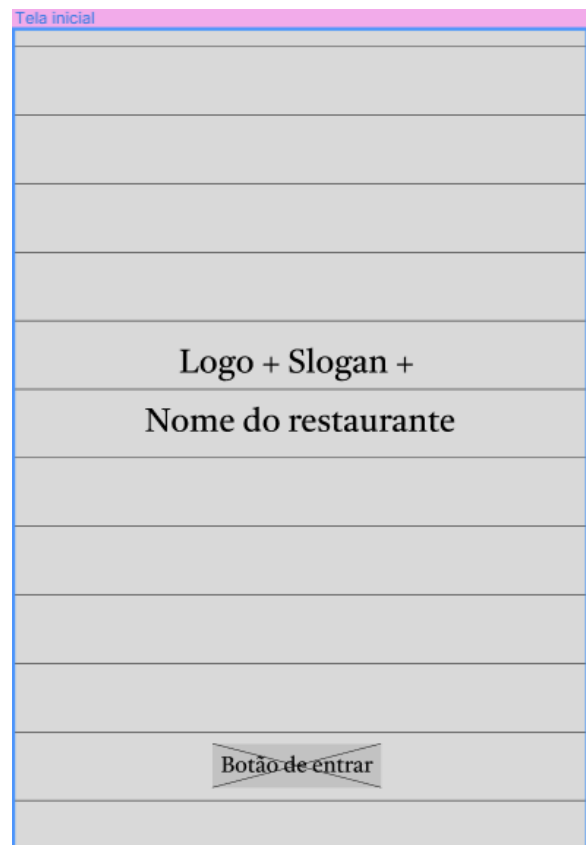 Tela inicial
Logo + Slogan +
Nome do restaurante
Botão de entrar